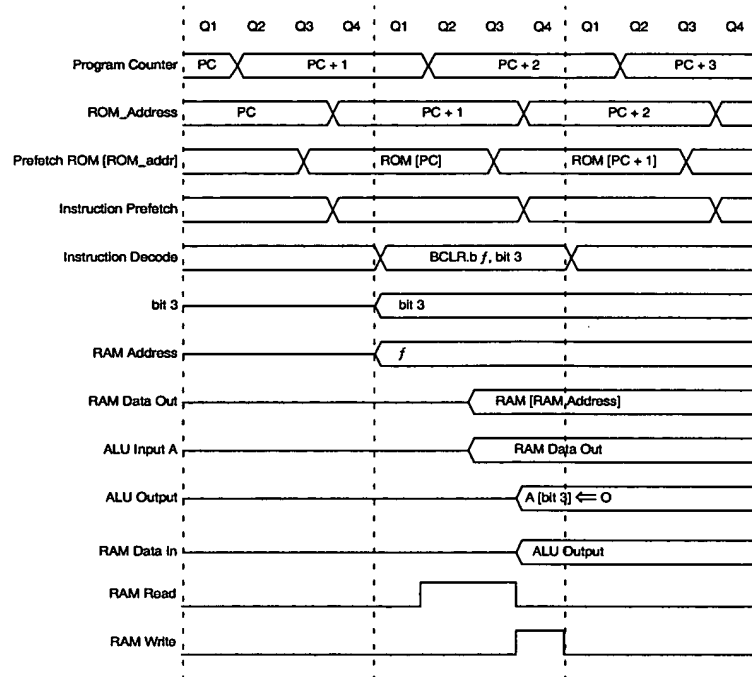 Q1 Q2 Q3 Q4 Q1 Q2 Q3 Q4 Q1 Q2 Q3 Q4
Program Counter PC PC + 1 PC + 2 PC + 3
ROM_Address PC PC + 1 PC + 2
Prefetch ROM [ROM_addr] ROM [PC] ROM [PC + 1]
Instruction Prefetch
Instruction Decode BCLR.b ƒ, bit 3
bit 3 bit 3
RAM Address ƒ
RAM Data Out RAM [RAM Address]
ALU Input A RAM Data Out
ALU Output A [bit 3] ⇐ O
RAM Data In ALU Output
RAM Read
RAM Write